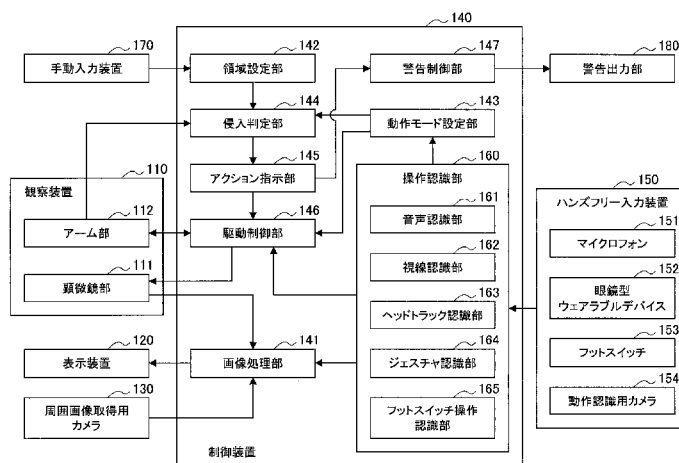 140
170
手動入力装置
142
領域設定部
147
警告制御部
180
警告出力部
144
侵入判定部
143
動作モード設定部
145
アクション指示部
160
操作認識部
110
観察装置
112
アーム部
146
駆動制御部
161
音声認識部
150
ハンズフリー入力装置
151
マイクロフォン
111
顕微鏡部
162
視線認識部
152
眼鏡型
ウェアラブルデバイス
163
ヘッドトラック認識部
153
フットスイッチ
120
表示装置
141
画像処理部
164
ジェスチャ認識部
154
動作認識用カメラ
130
周囲画像取得用
カメラ
165
フットスイッチ操作
認識部
制御装置